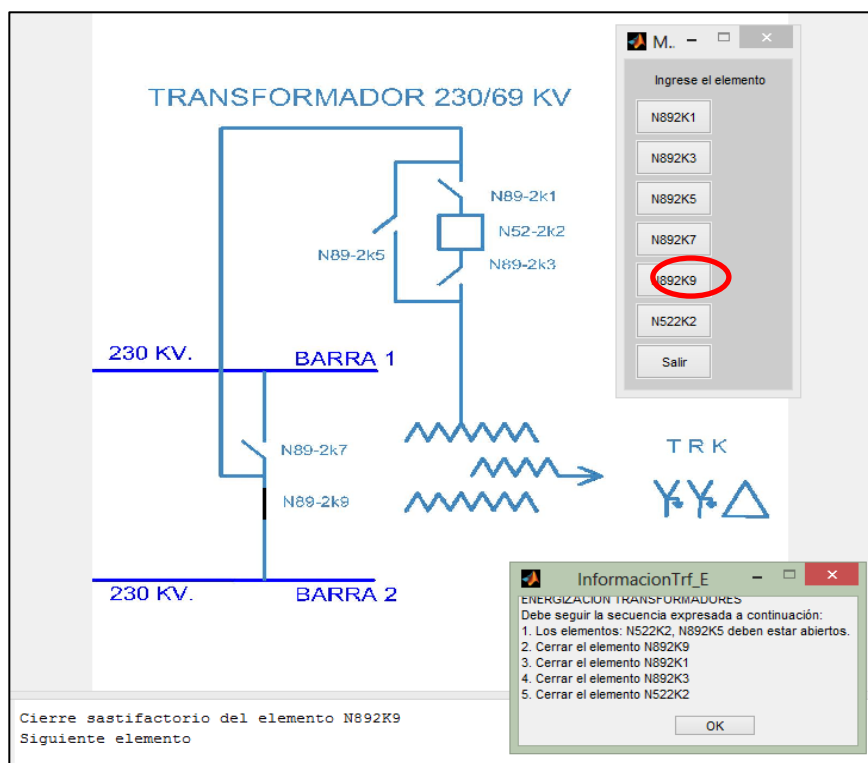 M..
Ingrese el elemento
N892K1
N892K3
N892K5
N892K7
N892K9
N522K2
Salir
TRANSFORMADOR 230/69 KV
N89-2k1
N52-2k2
N89-2k5
N89-2k3
230 KV.
BARRA 1
N89-2k7
N89-2k9
T R K
230 KV.
BARRA 2
InformacionTrf_E
ENERGIZACION TRANSFORMADORES
Debe seguir la secuencia expresada a continuación:
1. Los elementos: N522K2, N892K5 deben estar abiertos.
2. Cerrar el elemento N892K9
3. Cerrar el elemento N892K1
4. Cerrar el elemento N892K3
5. Cerrar el elemento N522K2
OK
Cierre sastifactorio del elemento N892K9
Siguiente elemento